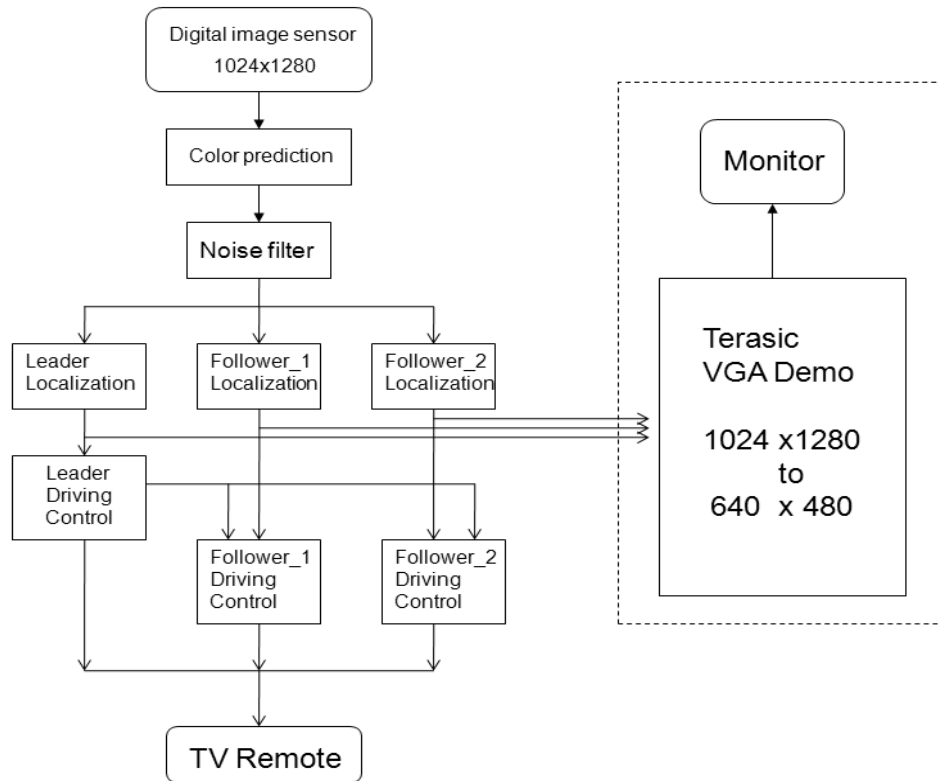 Digital image sensor
1024x1280
Color prediction
Noise filter
Leader
Localization
Follower_1
Localization
Follower_2
Localization
Leader
Driving
Control
Follower_1
Driving
Control
Follower_2
Driving
Control
TV Remote
Monitor
Terasic
VGA Demo
1024 x1280
to
640 x 480